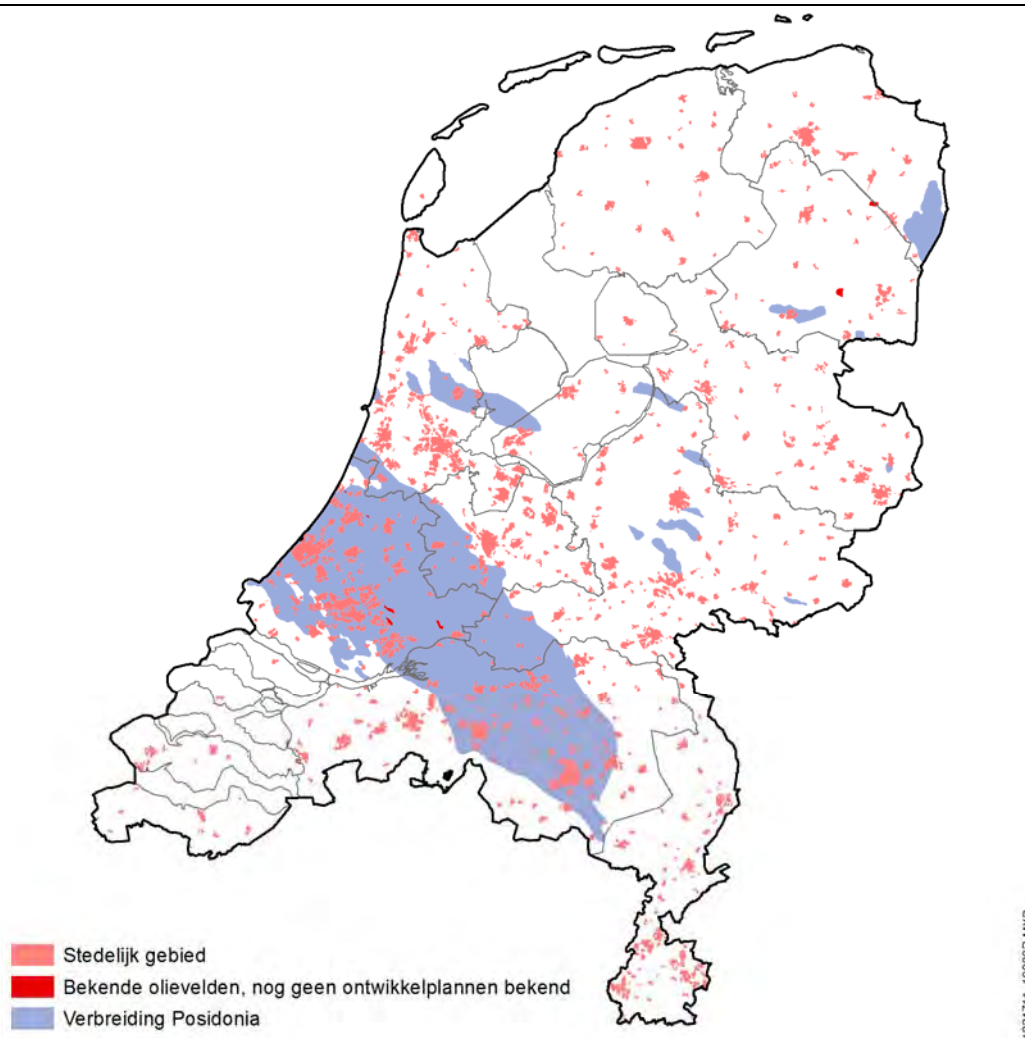 Stedelijk gebied
Bekende olievelden, nog geen ontwikkelplannen bekend
Verbreiding Posidonia